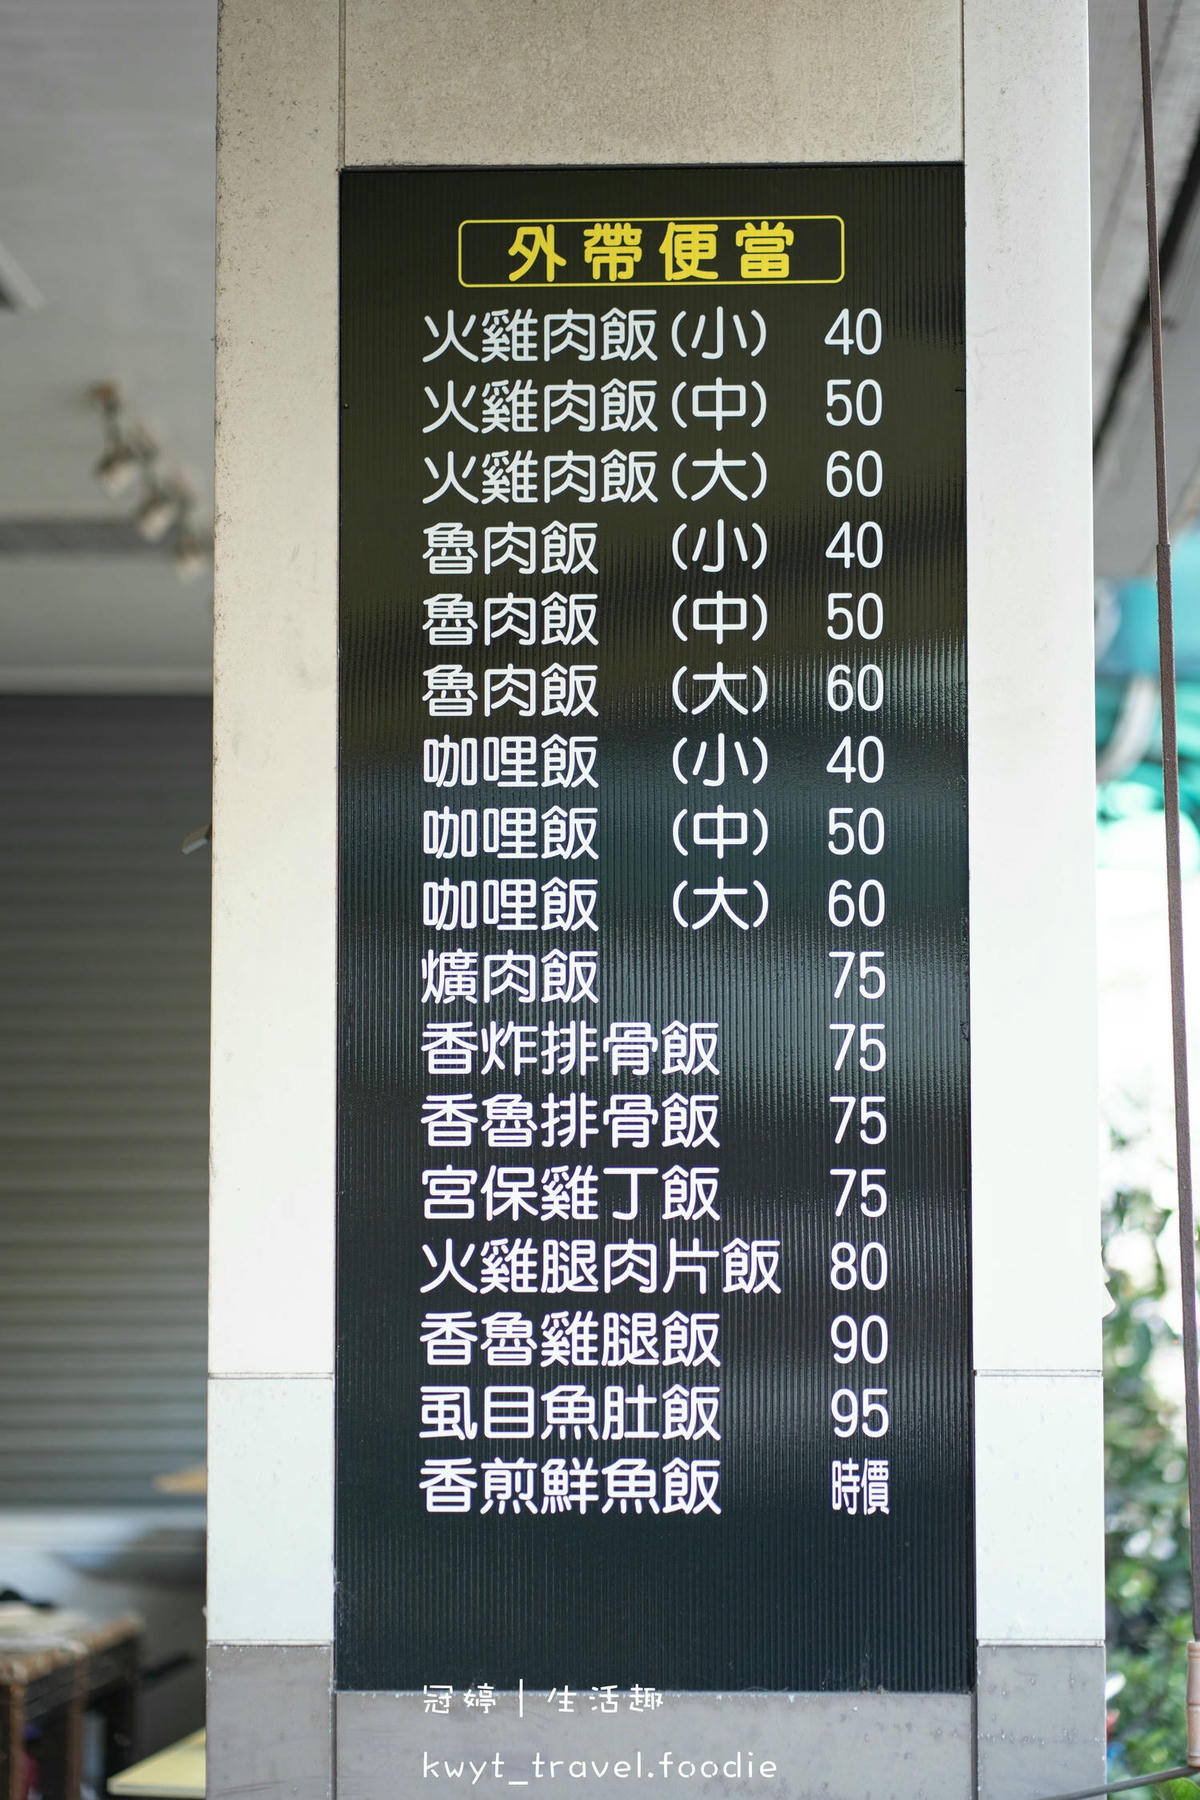 外帶便當
火雞肉飯(小) 40
火雞肉飯(中) 50
火雞肉飯(大) 60
魯肉飯 (小) 40
魯肉飯 (中) 50
魯肉飯 (大) 60
咖哩飯 (小) 40
咖哩飯 (中) 50
咖哩飯 (大) 60
爌肉飯 75
香炸排骨飯 75
香魯排骨飯 75
宮保雞丁飯 75
火雞腿肉片飯 80
香魯雞腿飯 90
虱目魚肚飯 95
香煎鮮魚飯 時價
冠婷|生活趣
kwyt_travel.foodie